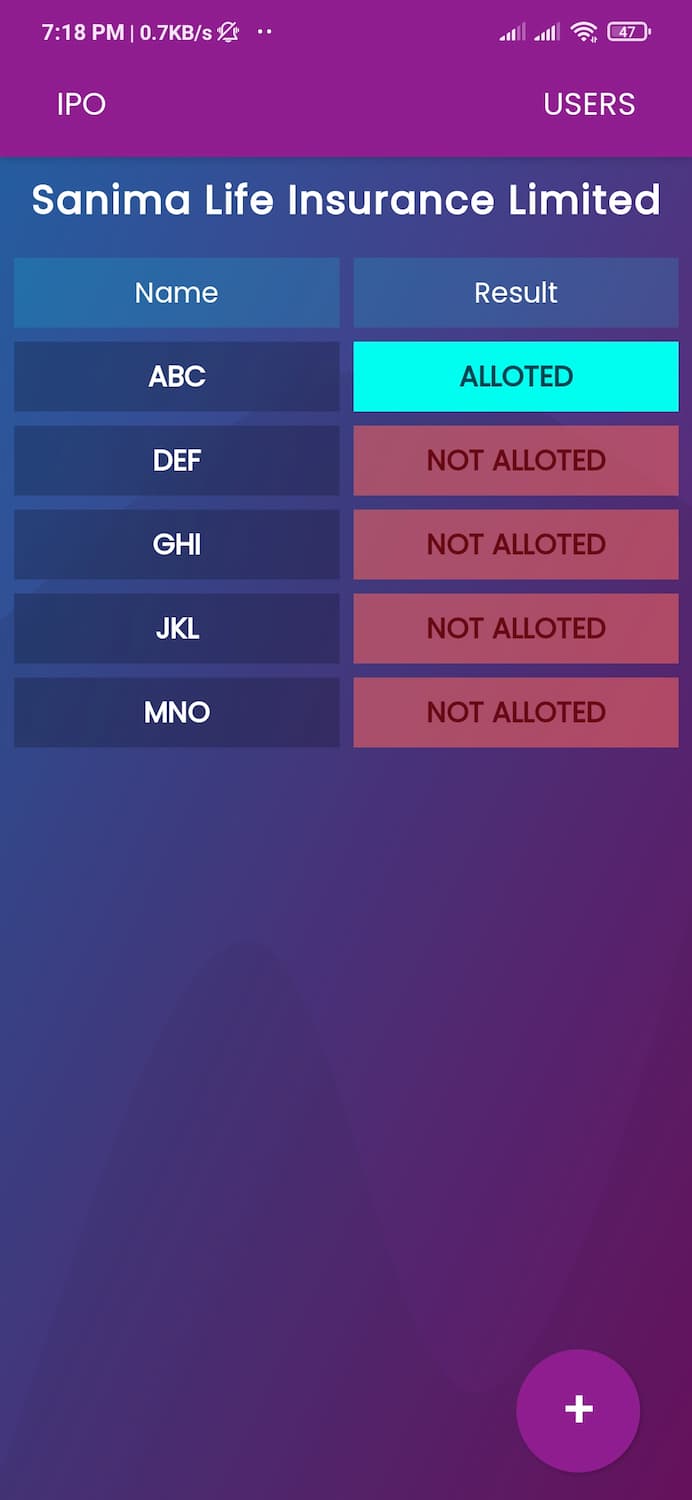 7:18 PM | 0.7KB/s 47
IPO USERS
Sanima Life Insurance Limited
Name Result
ABC ALLOTED
DEF NOT ALLOTED
GHI NOT ALLOTED
JKL NOT ALLOTED
MNO NOT ALLOTED
+